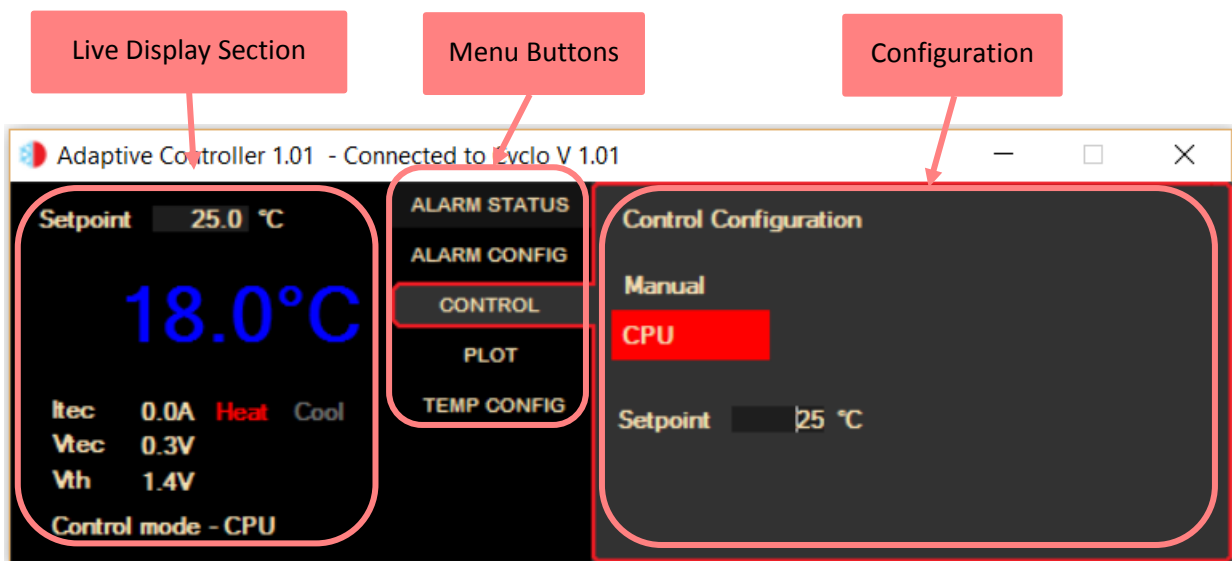 Live Display Section
Menu Buttons
Configuration
Adaptive Controller 1.01 - Connected to Evclo V 1.01
Setpoint 25.0 °C
18.0°C
Itec 0.0A Heat Cool
Vtec 0.3V
Vth 1.4V
Control mode - CPU
ALARM STATUS
ALARM CONFIG
CONTROL
PLOT
TEMP CONFIG
Control Configuration
Manual
CPU
Setpoint 25 °C